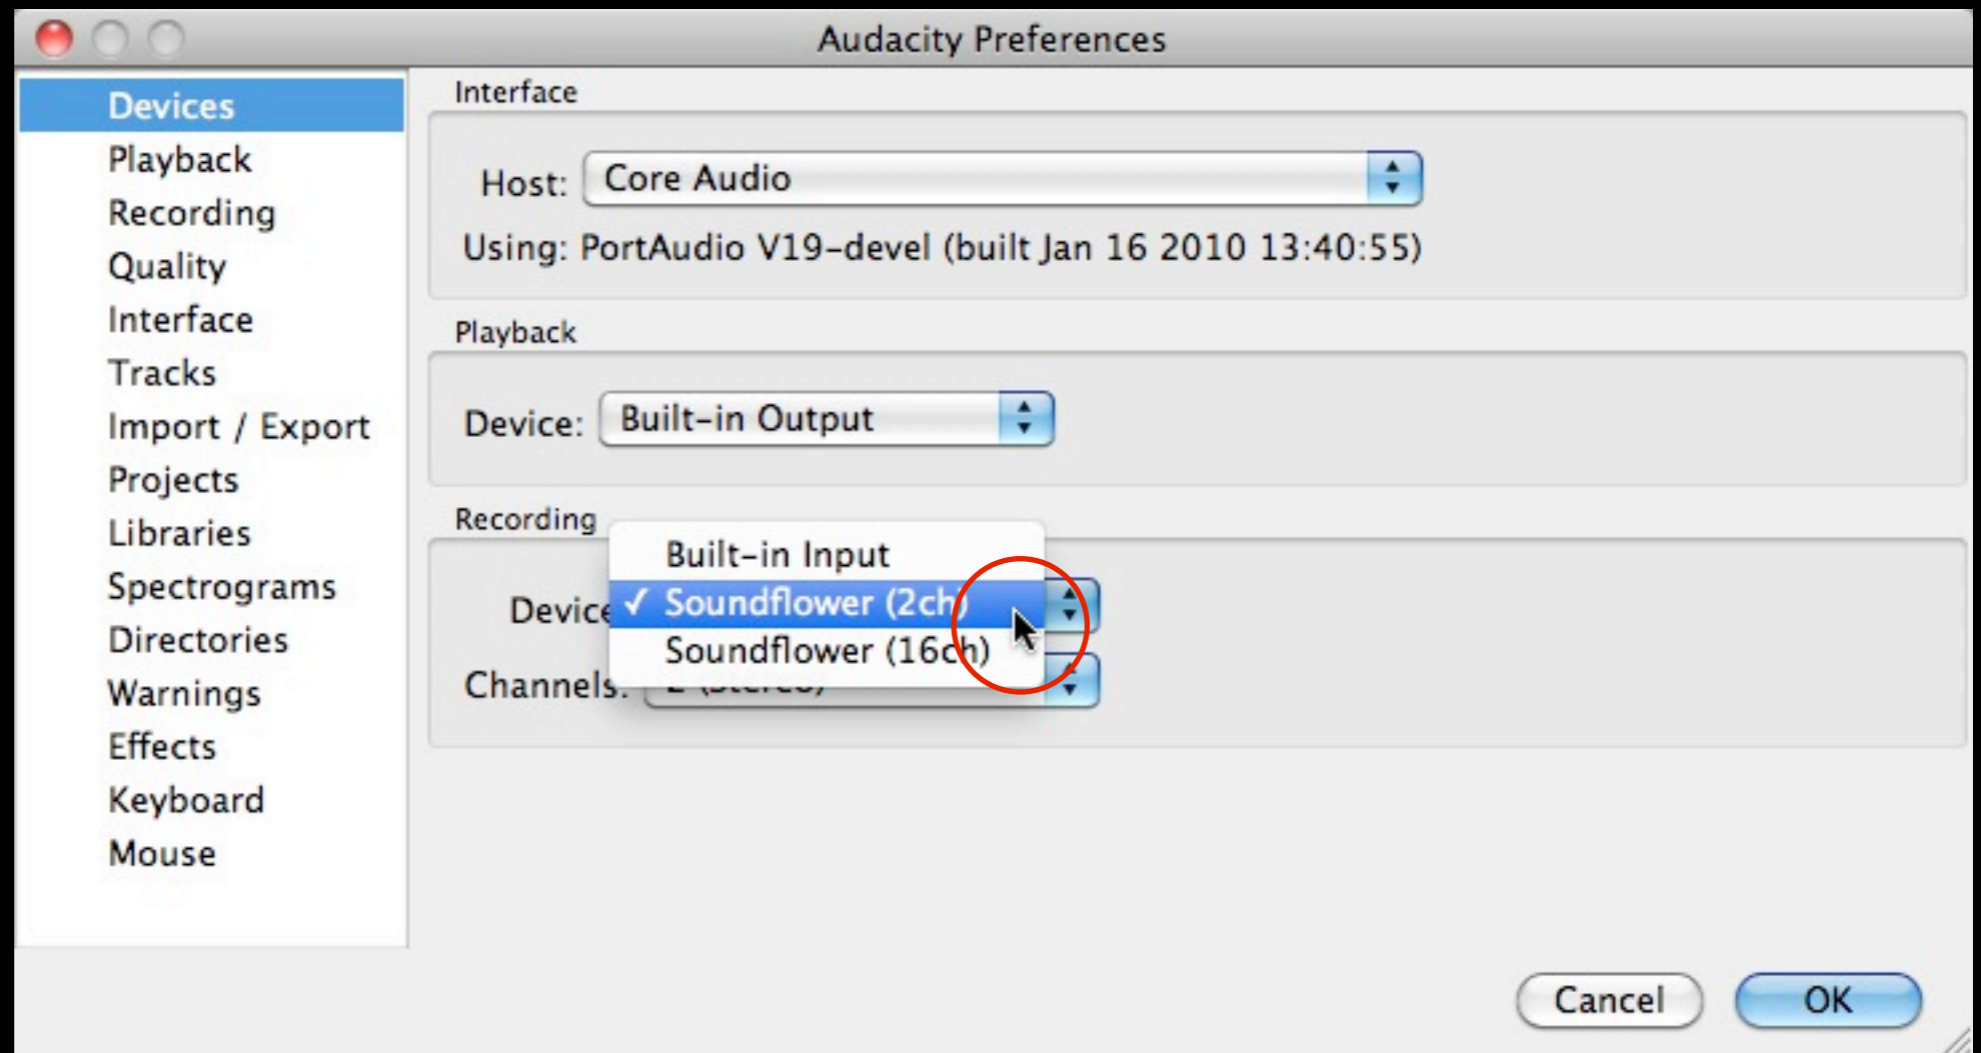 Audacity Preferences
Devices
Playback
Recording
Quality
Interface
Tracks
Import / Export
Projects
Libraries
Spectrograms
Directories
Warnings
Effects
Keyboard
Mouse
Interface
Host: Core Audio
Using: PortAudio V19-devel (built Jan 16 2010 13:40:55)
Playback
Device: Built-in Output
Recording
Built-in Input
Device ✓ Soundflower (2ch)
Soundflower (16ch)
Channels: 2 (Stereo)
Cancel OK